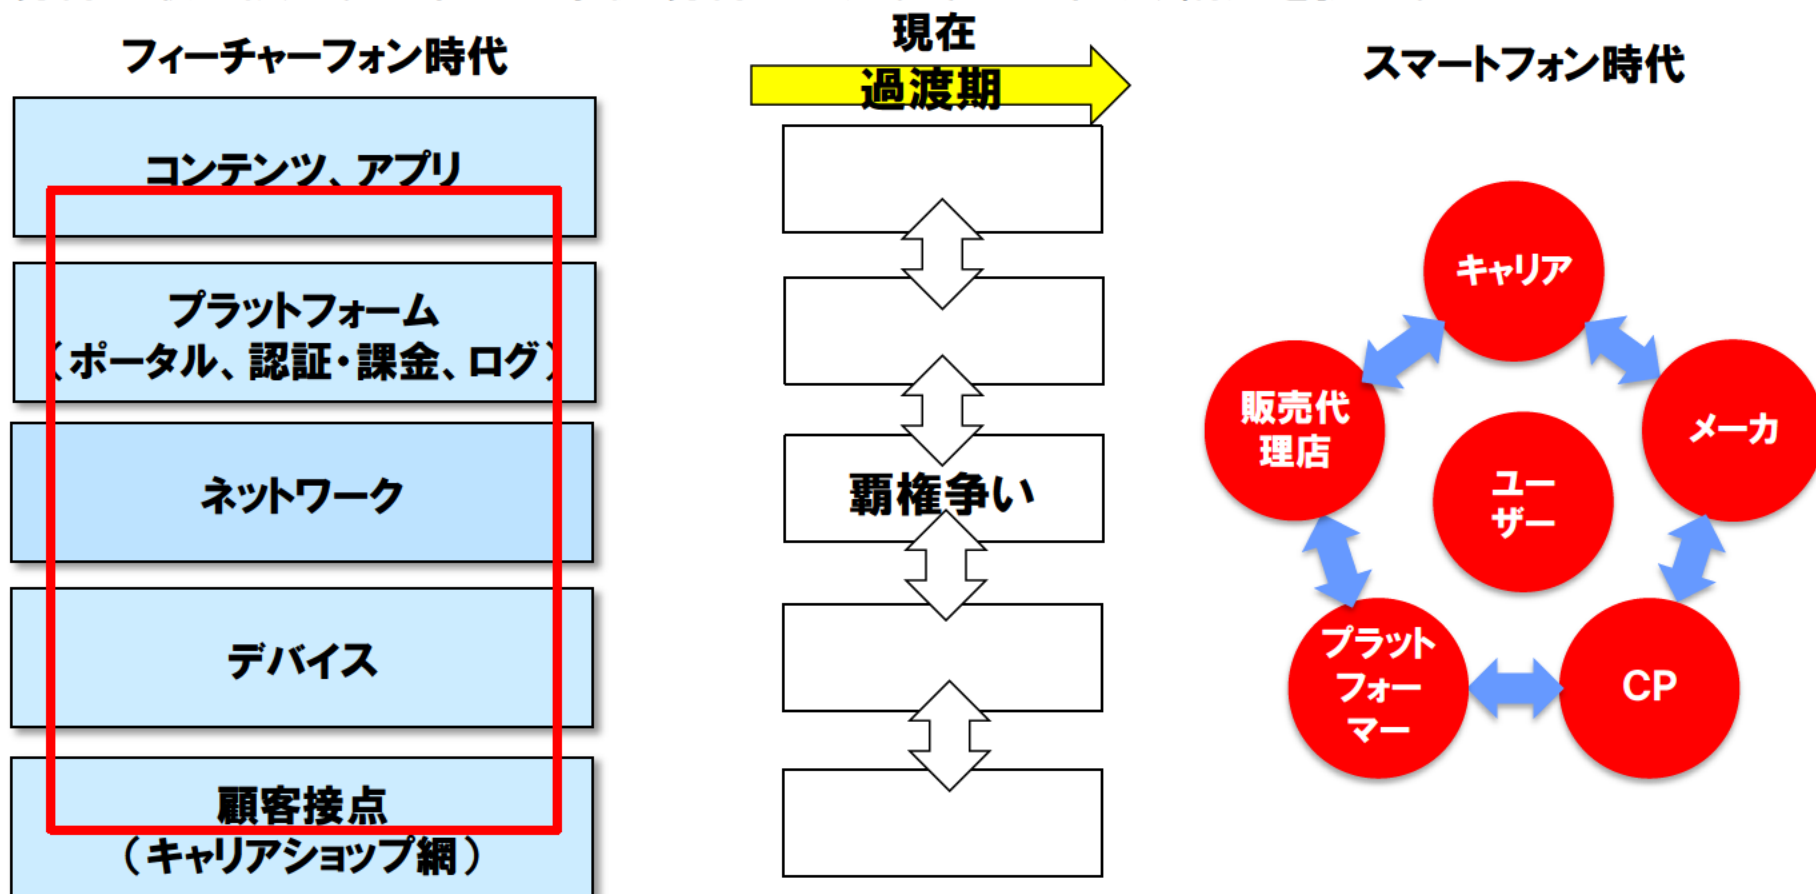 フィーチャーフォン時代
コンテンツ、アプリ
プラットフォーム
（ポータル、認証・課金、ログ）
ネットワーク
デバイス
顧客接点
（キャリアショップ網）
現在
過渡期
覇権争い
スマートフォン時代
キャリア
販売代
理店
メーカ
ユー
ザー
プラット
フォー
マー
CP